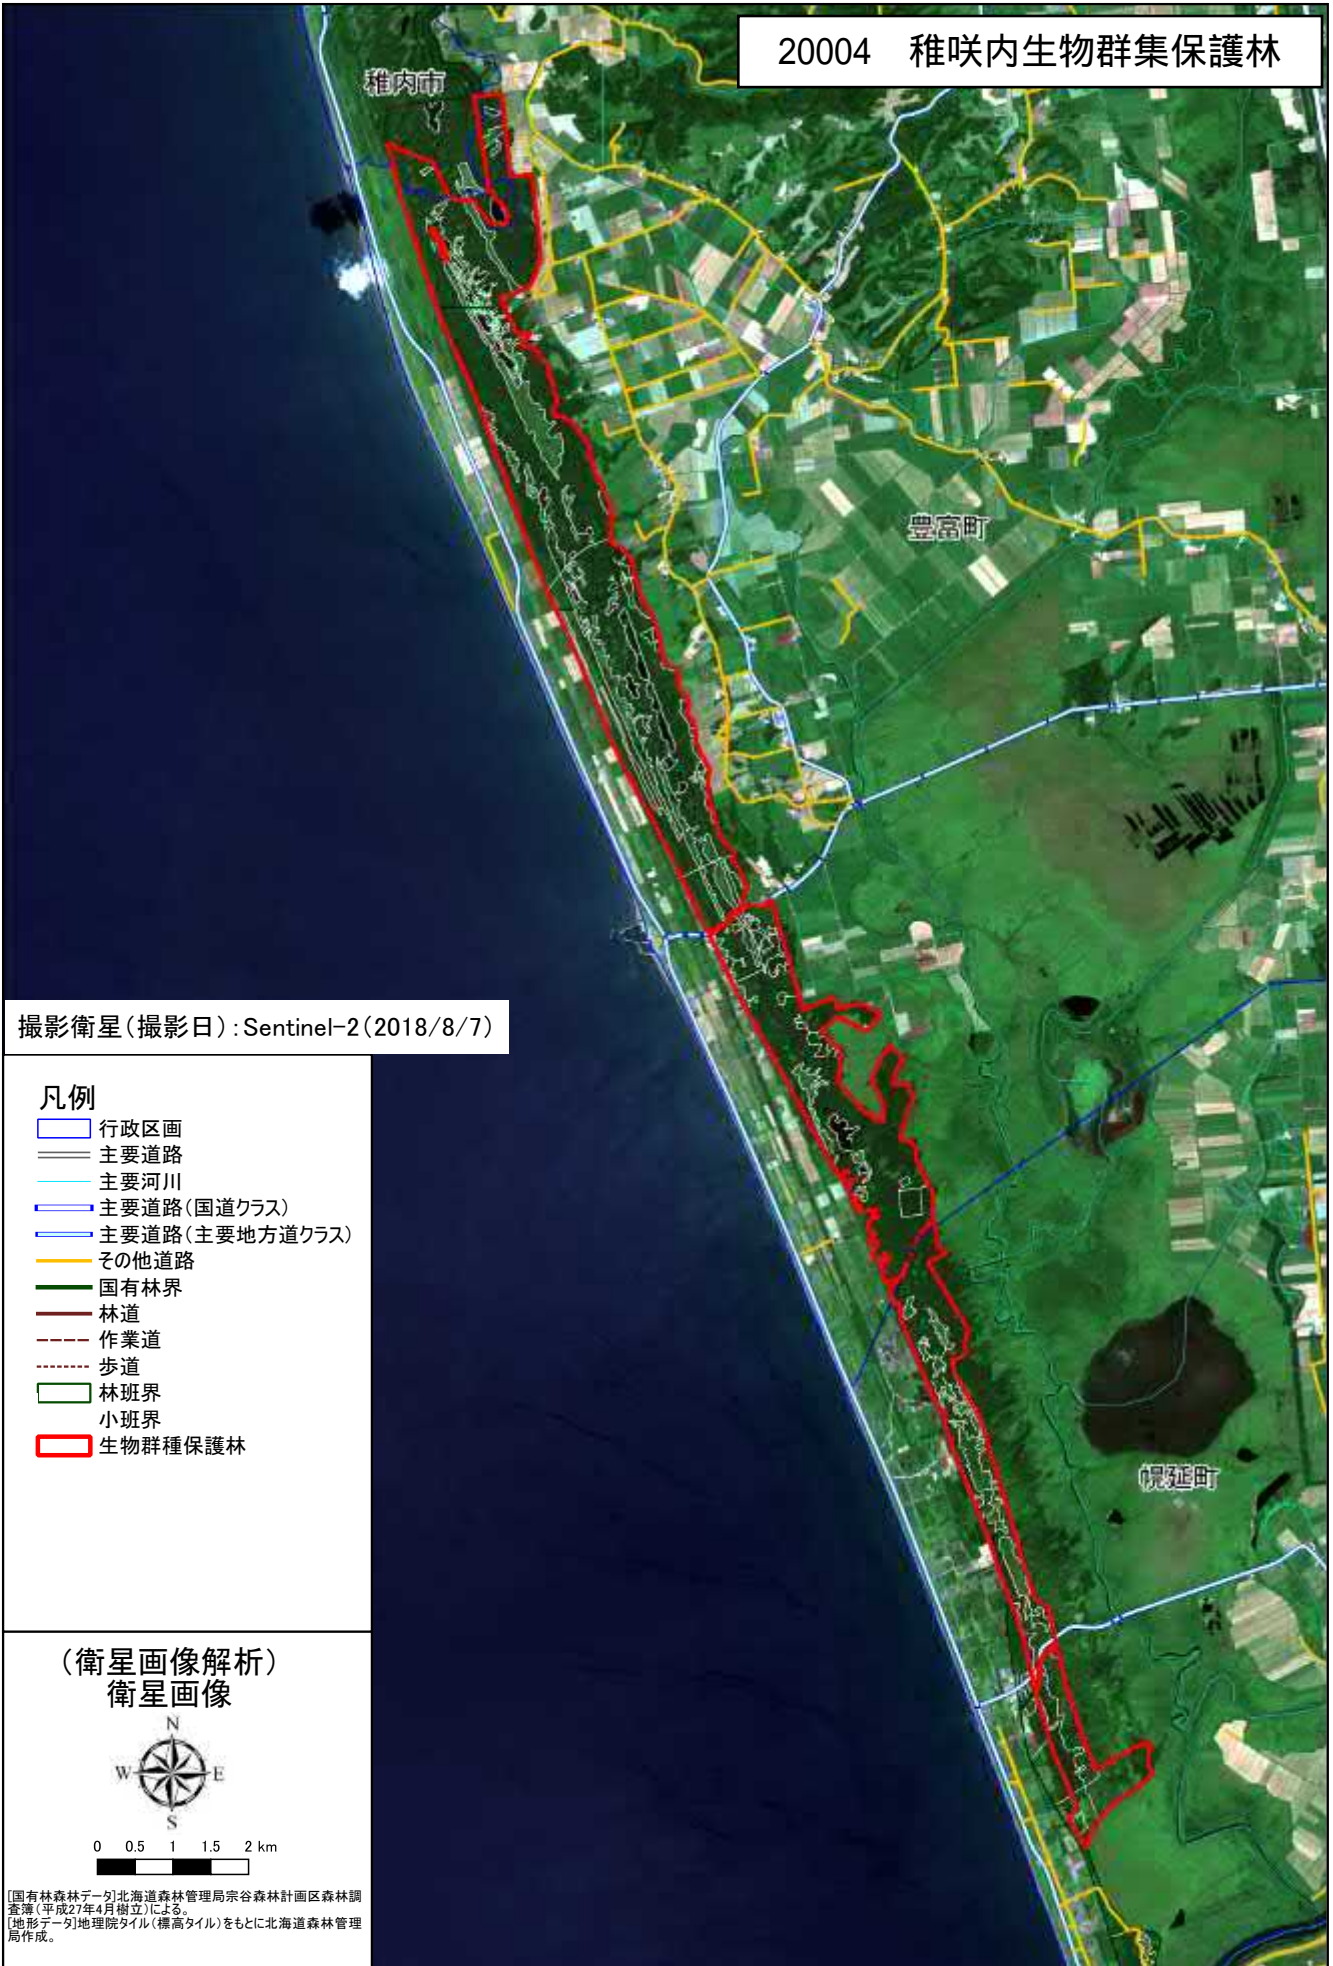 20004 稚咲内生物群集保護林
稚内市
豊富町
幌延町
撮影衛星(撮影日):Sentinel-2(2018/8/7)
凡例
行政区画
主要道路
主要河川
主要道路(国道クラス)
主要道路(主要地方道クラス)
その他道路
国有林界
林道
作業道
歩道
林班界
小班界
生物群種保護林
(衛星画像解析)
衛星画像
N
W E
S
0 0.5 1 1.5 2 km
[国有林森林データ]北海道森林管理局宗谷森林計画区森林調
査簿(平成27年4月樹立)による。
[地形データ]地理院タイル(標高タイル)をもとに北海道森林管理
局作成。